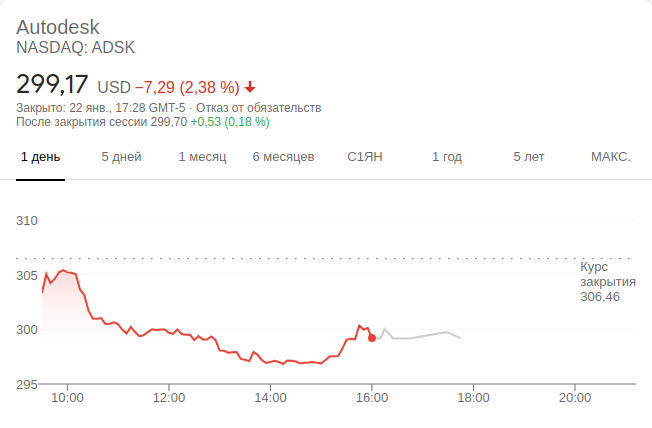 Autodesk
NASDAQ: ADSK
299,17 USD −7,29 (2,38 %)
Закрыто: 22 янв., 17:28 GMT-5 · Отказ от обязательств
После закрытия сессии 299,70 +0,53 (0,18 %)
1 день 5 дней 1 месяц 6 месяцев С1ЯН 1 год 5 лет МАКС.
310
305
300
295
Курс
закрытия
306,46
10:00 12:00 14:00 16:00 18:00 20:00